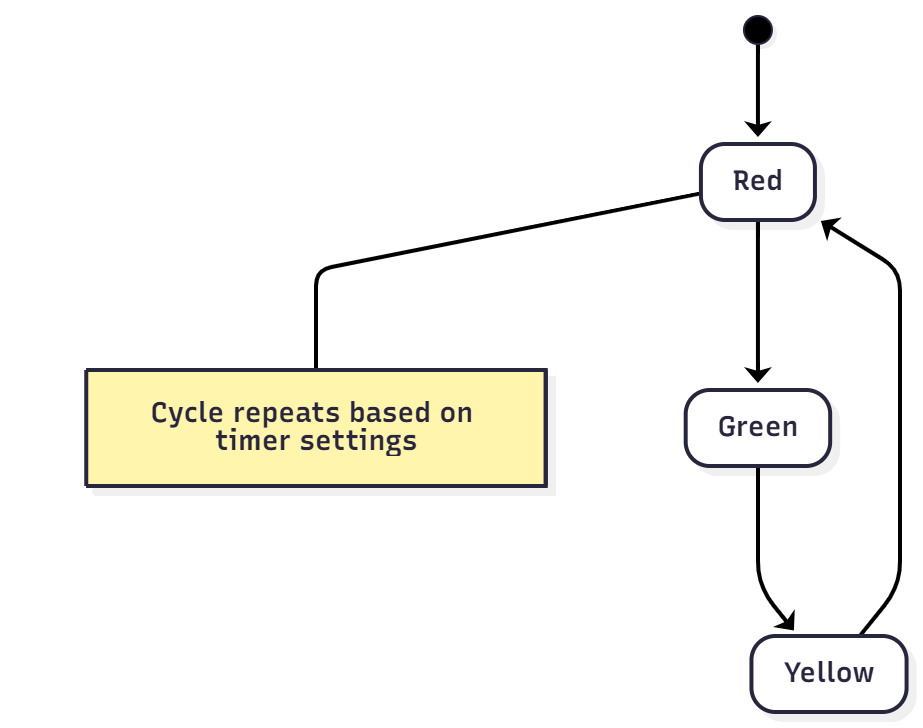 Red
Cycle repeats based on
timer settings
Green
Yellow